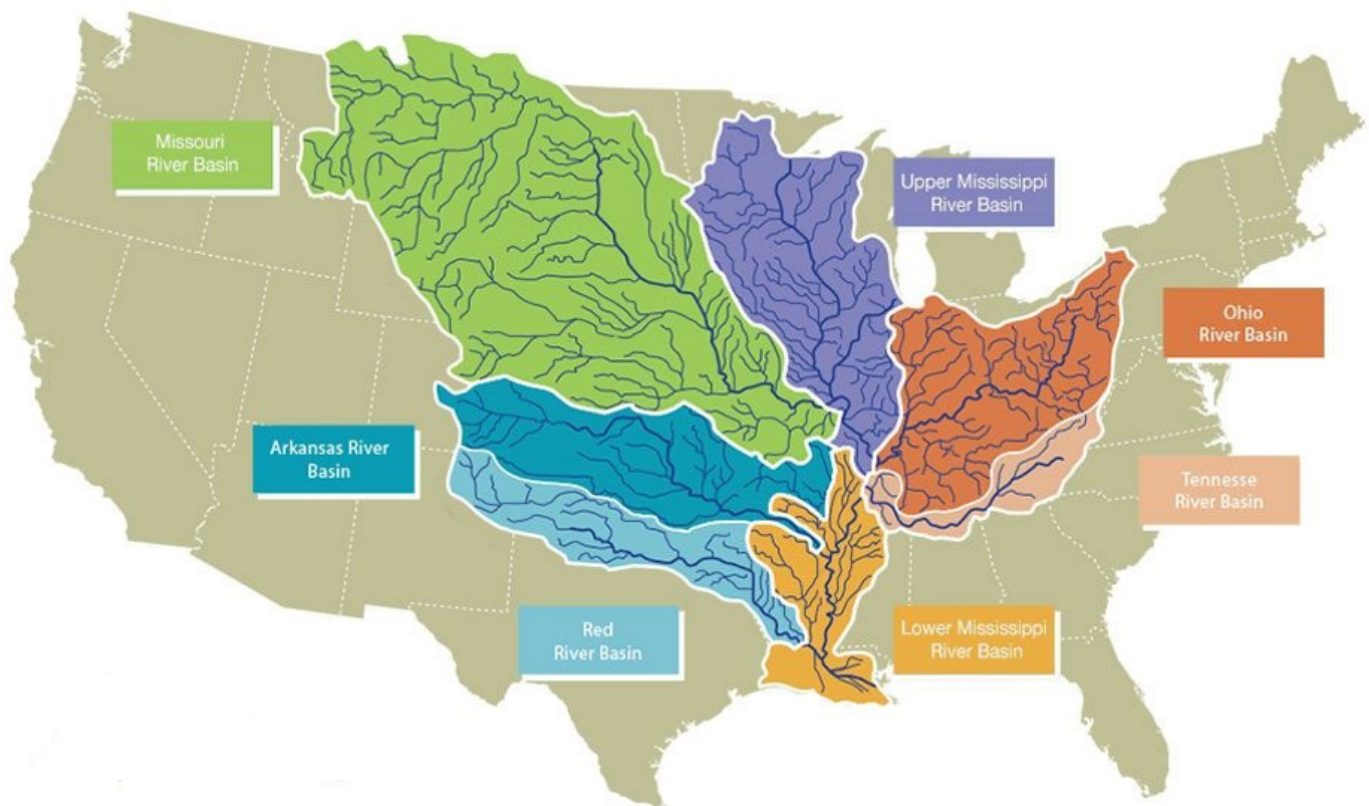 Missouri
River Basin
Upper Mississippi
River Basin
Ohio
River Basin
Arkansas River
Basin
Tennesse
River Basin
Red
River Basin
Lower Mississippi
River Basin